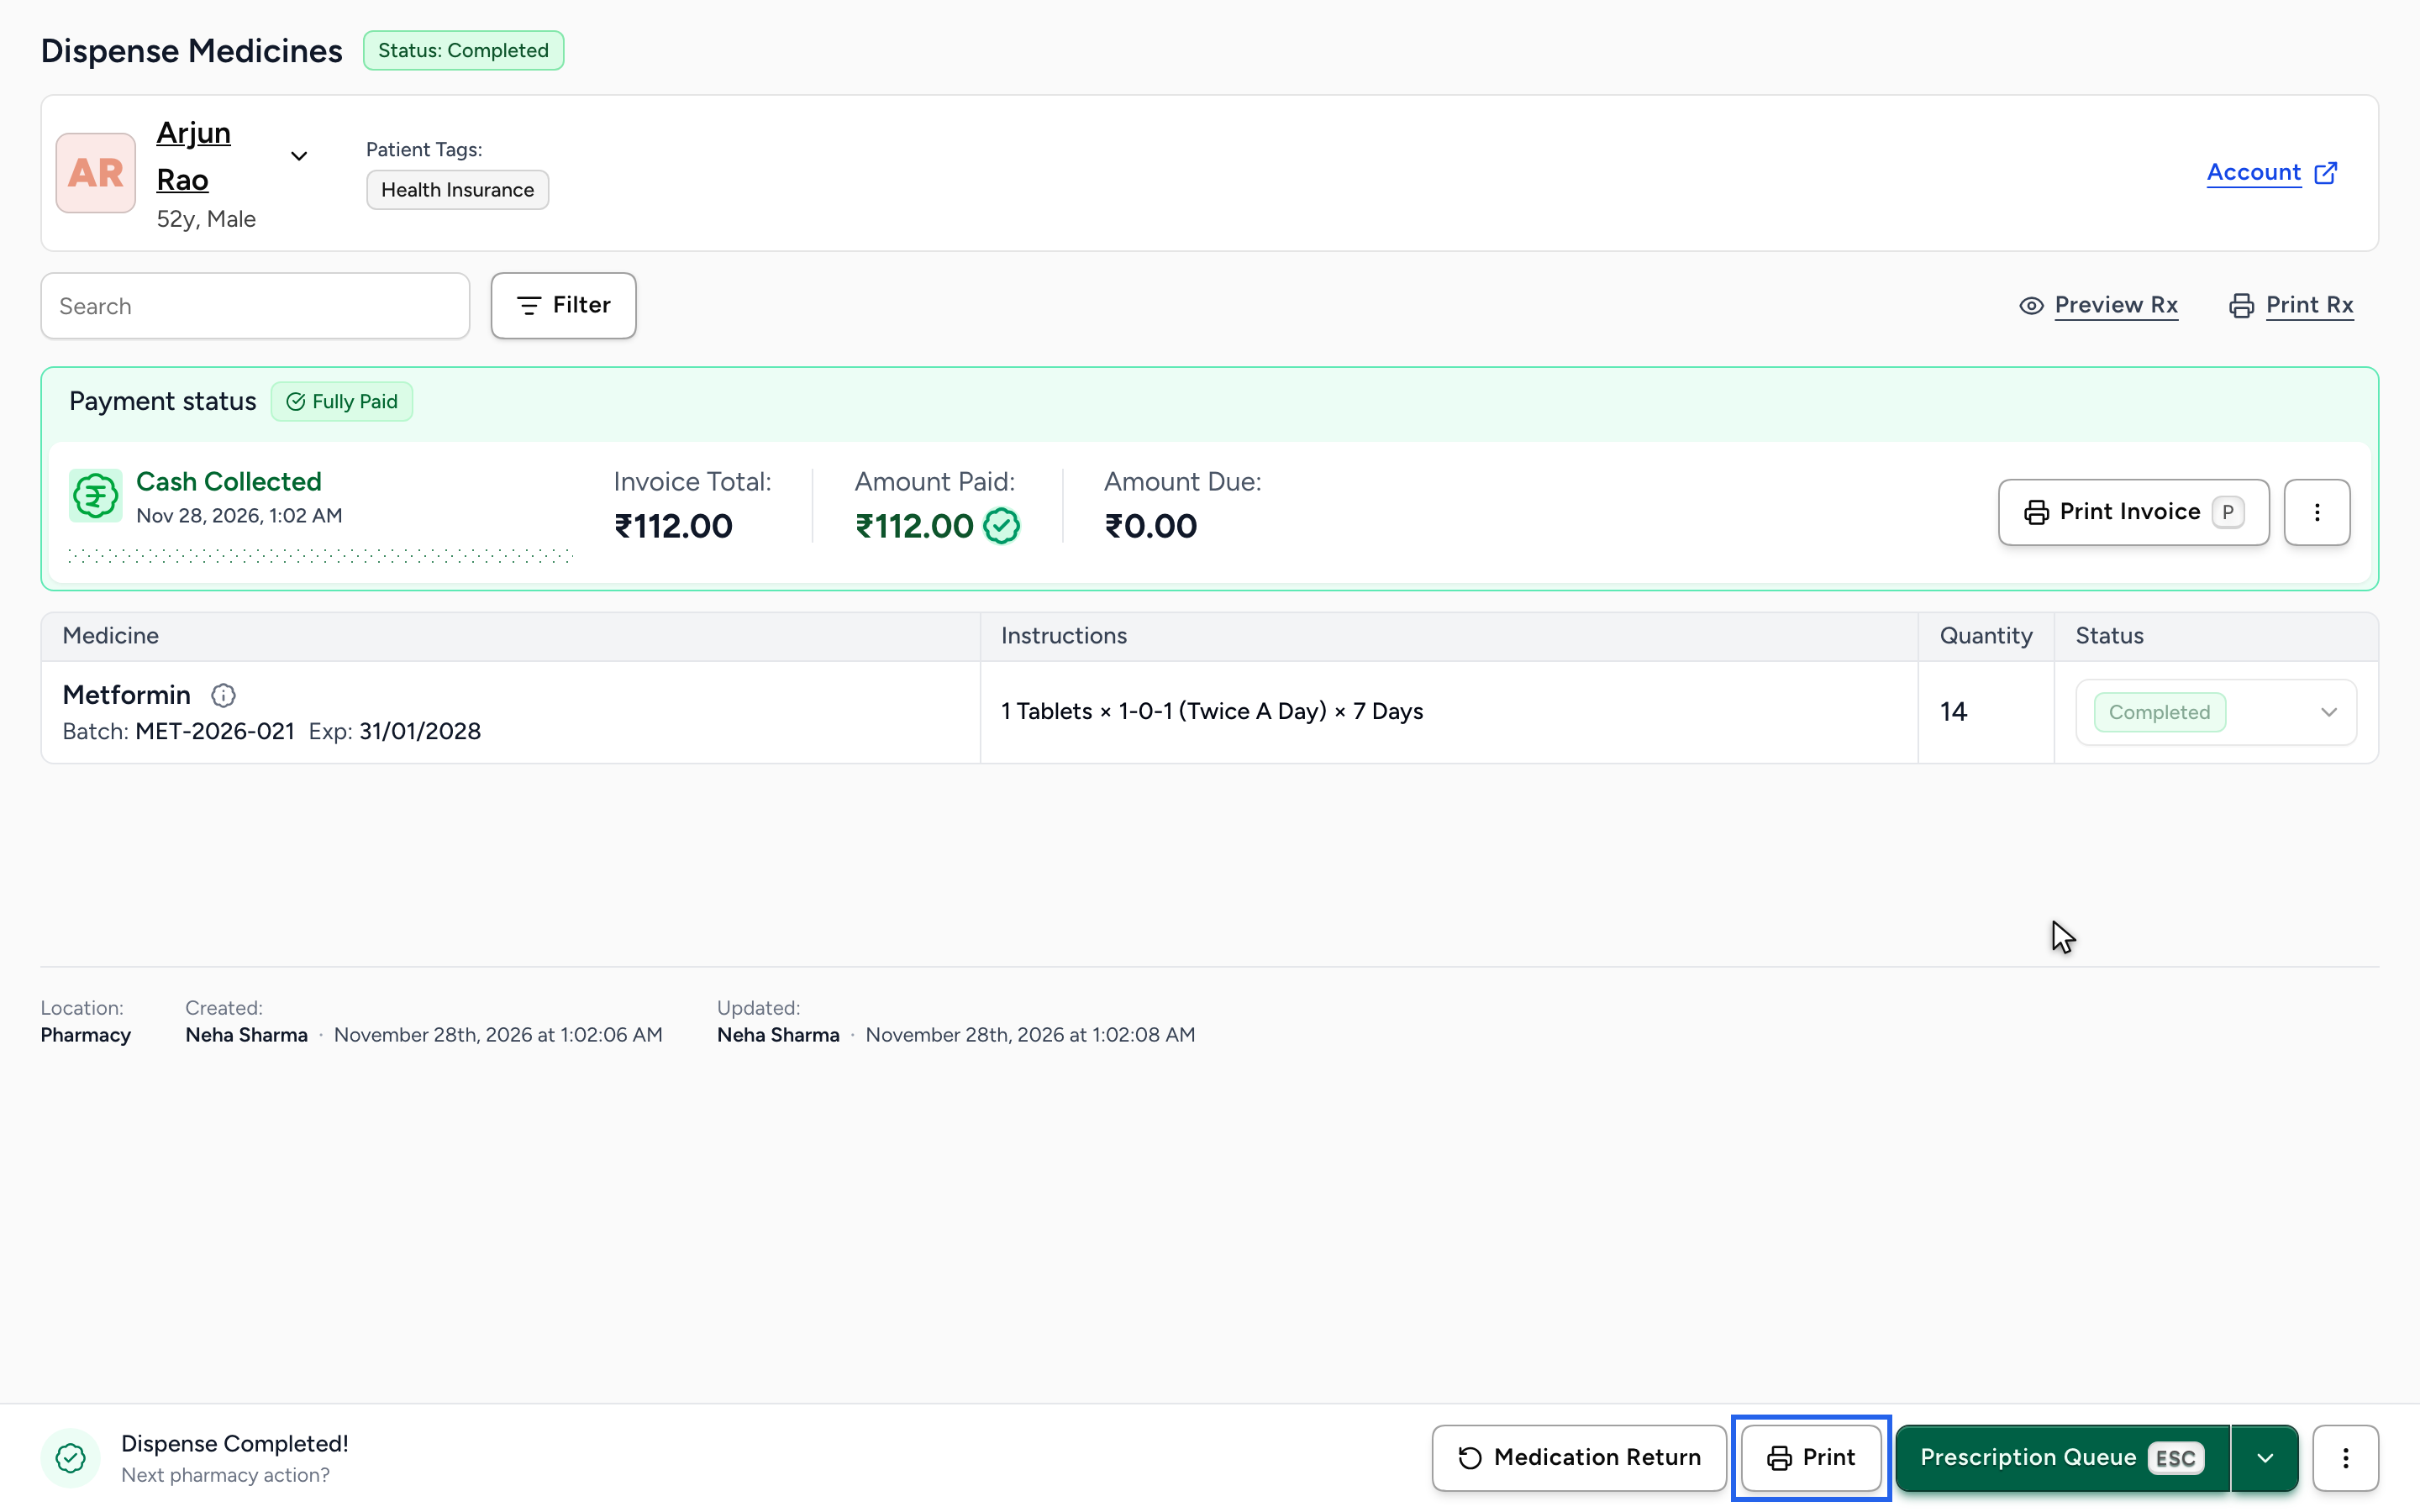 Dispense Medicines Status: Completed
AR
Arjun
Rao
52y, Male
Patient Tags:
Health Insurance
Account
Search
Filter
Preview Rx
Print Rx
Payment status Fully Paid
Cash Collected
Nov 28, 2026, 1:02 AM
Invoice Total:
₹112.00
Amount Paid:
₹112.00
Amount Due:
₹0.00
Print Invoice P
Medicine Instructions Quantity Status
Metformin
Batch: MET-2026-021 Exp: 31/01/2028
1 Tablets × 1-0-1 (Twice A Day) × 7 Days
14
Completed
Location:
Pharmacy
Created:
Neha Sharma · November 28th, 2026 at 1:02:06 AM
Updated:
Neha Sharma · November 28th, 2026 at 1:02:08 AM
Dispense Completed!
Next pharmacy action?
Medication Return
Print
Prescription Queue ESC